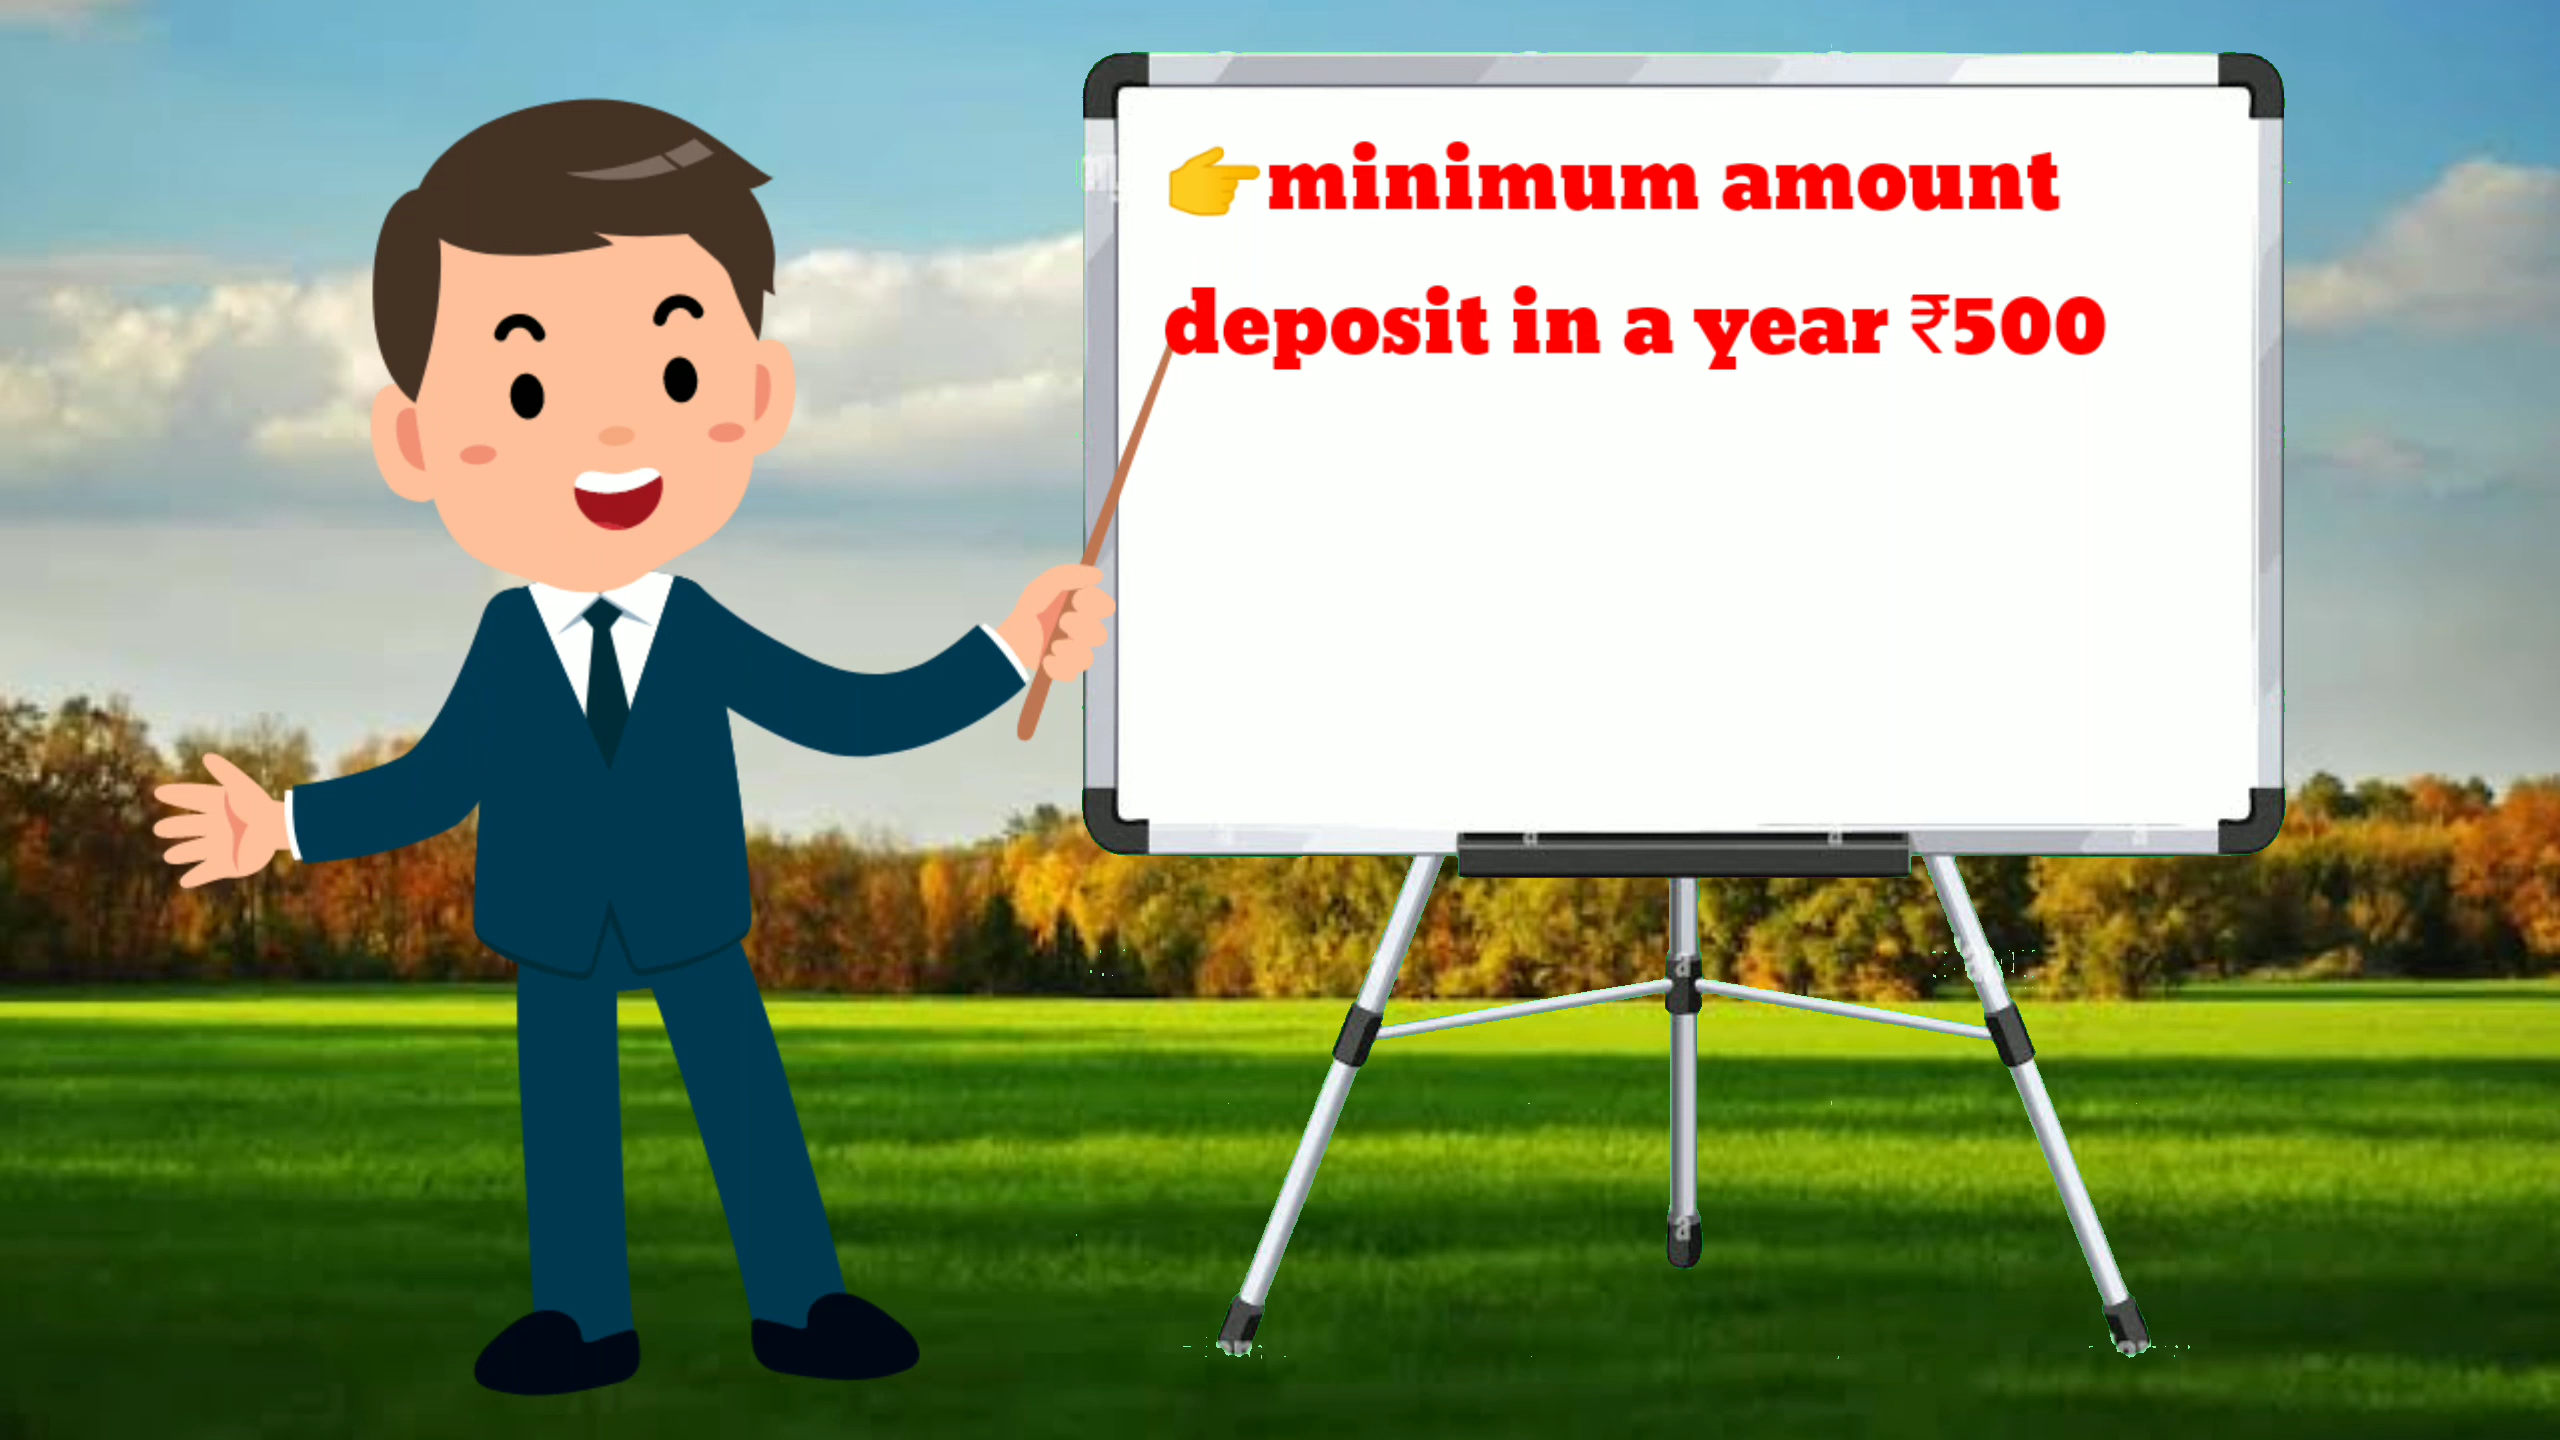 👉minimum amount
deposit in a year ₹500